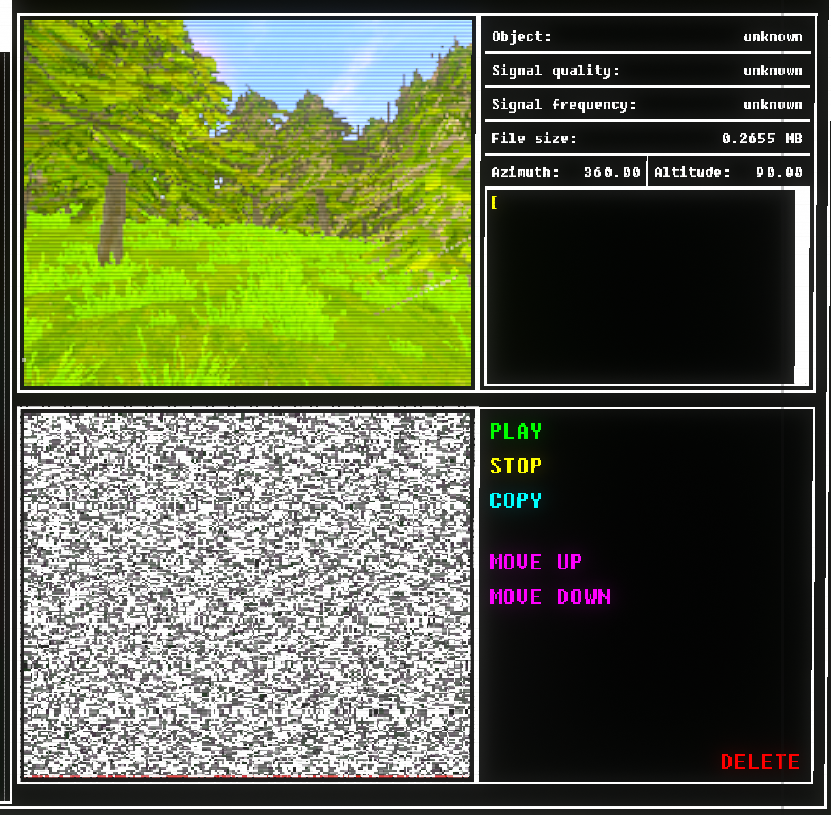 Object: unknown
Signal quality: unknown
Signal frequency: unknown
File size: 0.2655 MB
Azimuth: 360.00 Altitude: 90.00
[
PLAY
STOP
COPY
MOVE UP
MOVE DOWN
DELETE